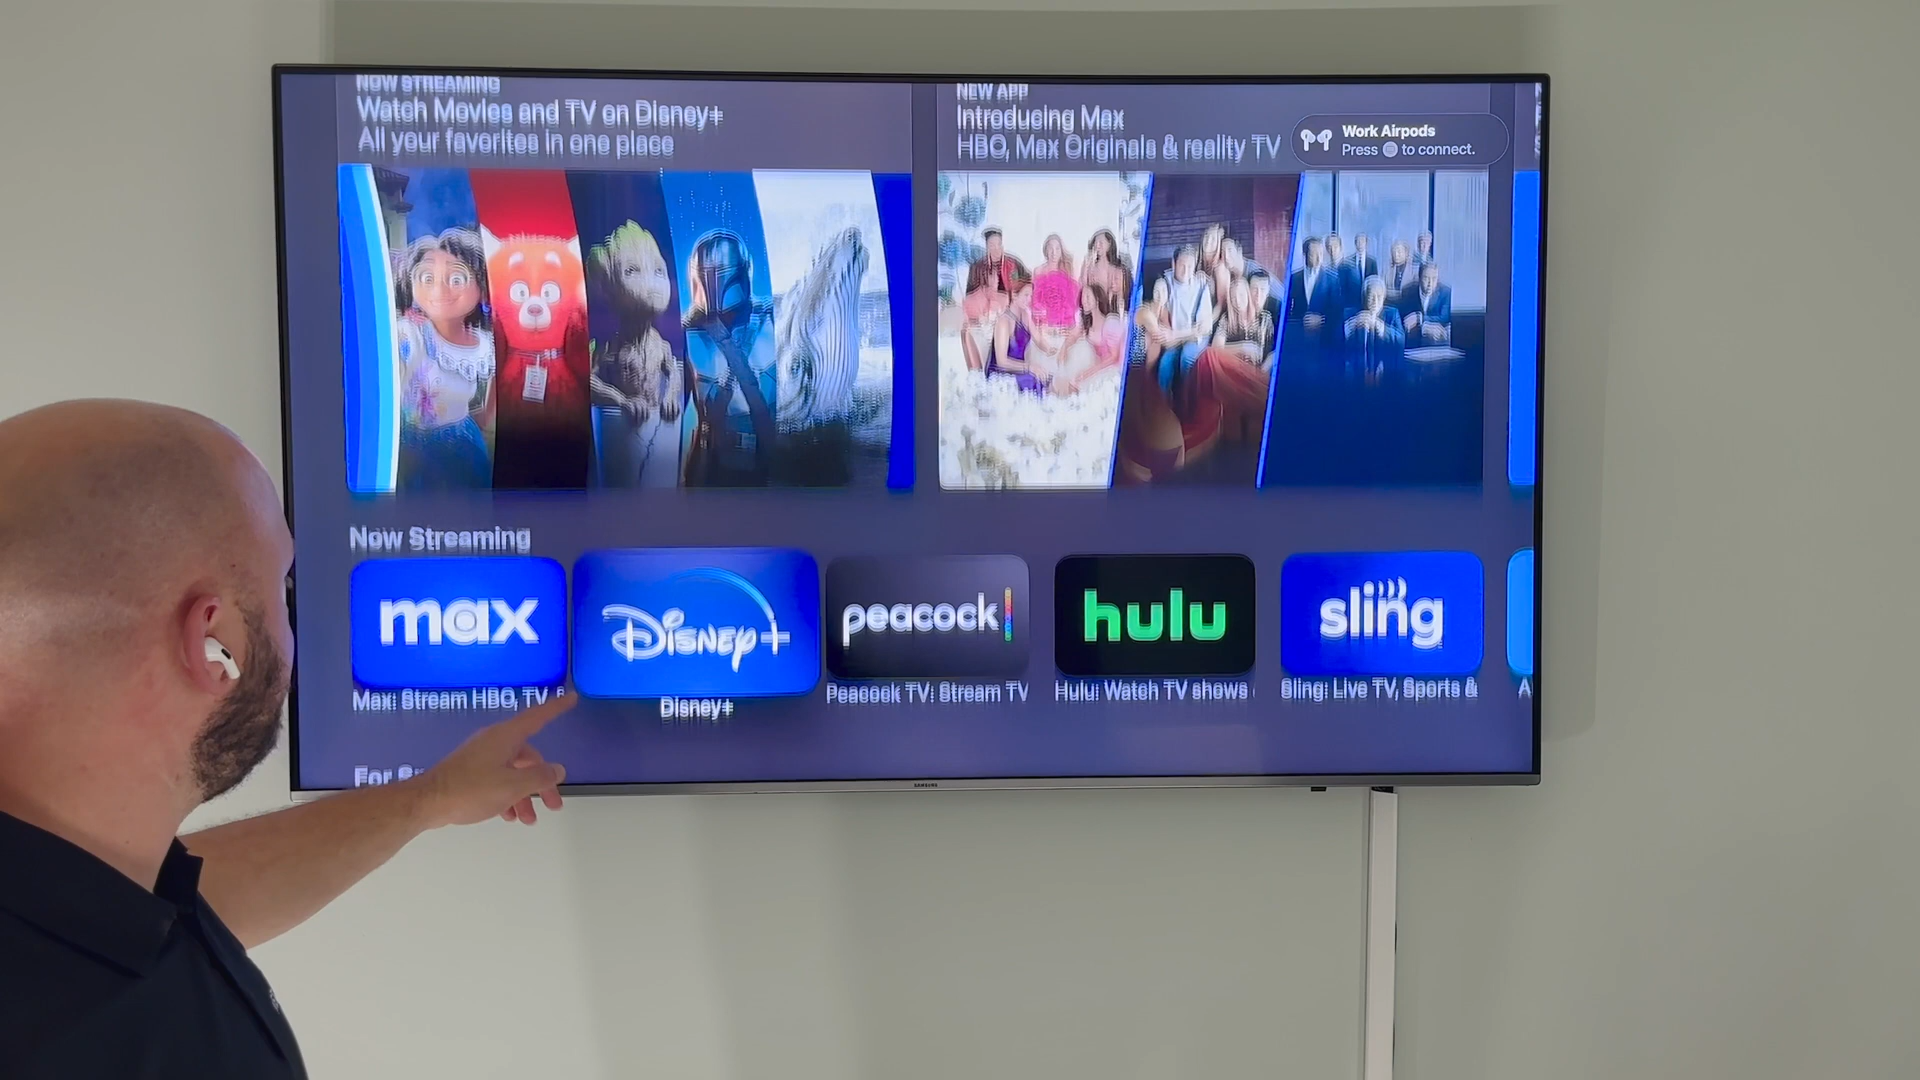 NOW STREAMING
Watch Movies and TV on Disney+
All your favorites in one place
NEW APP
Introducing Max
HBO, Max Originals & reality TV
Work Airpods
Press to connect.
Now Streaming
max
Disney+
peacock
hulu
sling
Max: Stream HBO, TV,
Disney+
Peacock TV: Stream TV
Hulu: Watch TV shows
Sling: Live TV, Sports &
A
For
SAMSUNG